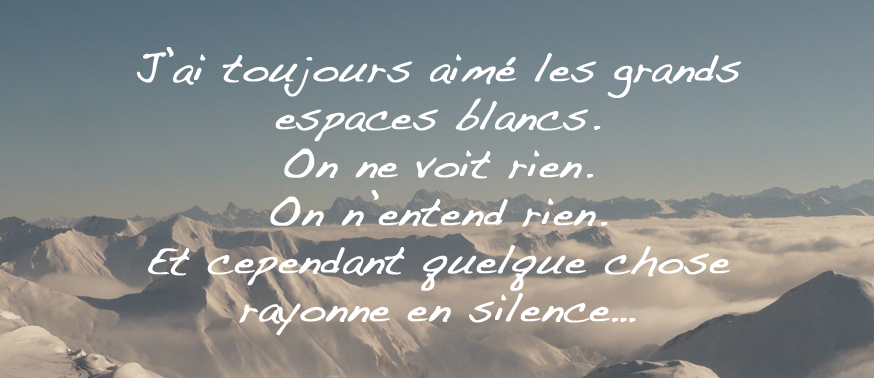 J'ai toujours aimé les grands
espaces blancs.
On ne voit rien.
On n'entend rien.
Et cependant quelque chose
rayonne en silence...